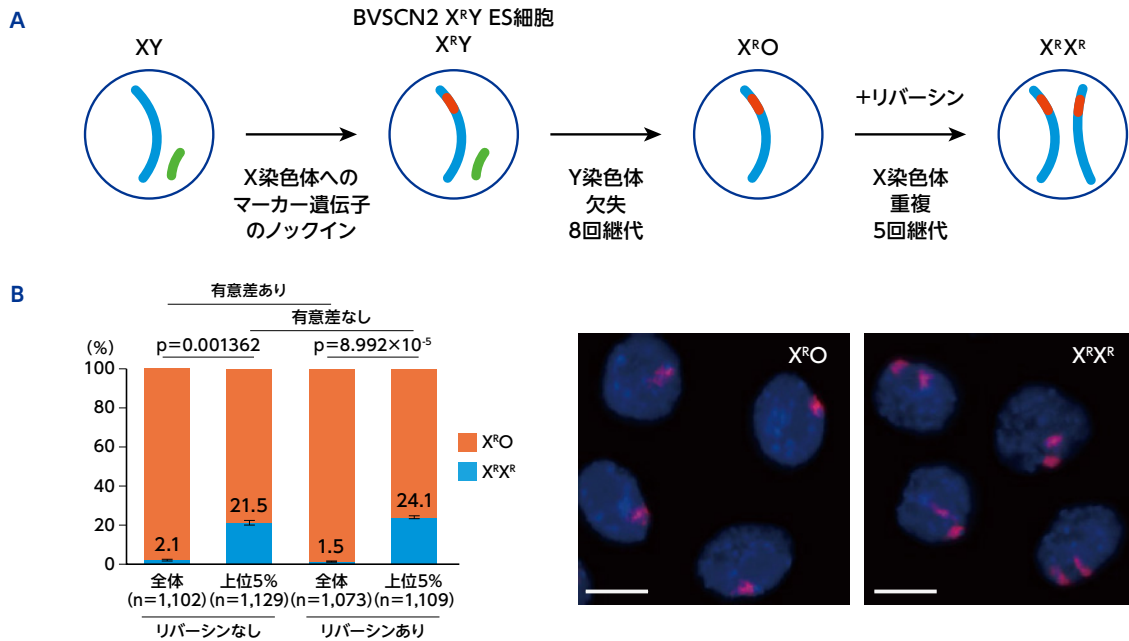 A
BVSCN2 XᴿY ES細胞
XY
XᴿY
XᴿO
XᴿXᴿ
X染色体への
マーカー遺伝子
のノックイン
Y染色体
欠失
8回継代
+リバーシン
X染色体
重複
5回継代
B
有意差あり
有意差なし
p=0.001362
p=8.992×10⁻⁵
(%)
100
80
60
40
20
0
2.1
21.5
1.5
24.1
XᴿO
XᴿXᴿ
全体 上位5% 全体 上位5%
(n=1,102) (n=1,129) (n=1,073) (n=1,109)
リバーシンなし リバーシンあり
XᴿO
XᴿXᴿ